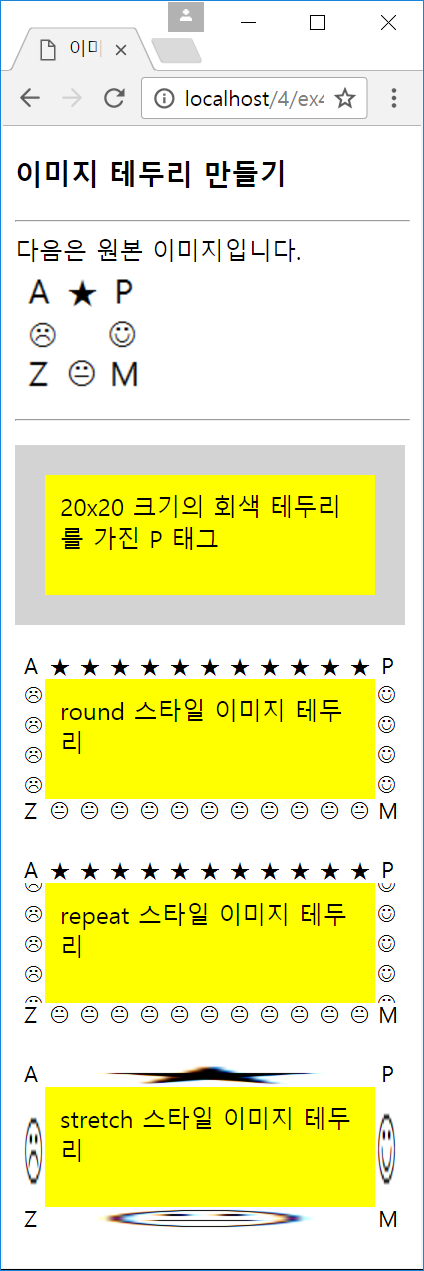 이미
localhost/4/ex4
이미지 테두리 만들기
다음은 원본 이미지입니다.
A ★ P
☹ ☺
Z 😐 M
20x20 크기의 회색 테두리
를 가진 P 태그
A ★ ★ ★ ★ ★ ★ ★ ★ ★ ★ ★ P
round 스타일 이미지 테두
리
Z 😐 😐 😐 😐 😐 😐 😐 😐 😐 😐 😐 M
A ★ ★ ★ ★ ★ ★ ★ ★ ★ ★ ★ P
repeat 스타일 이미지 테두
리
Z 😐 😐 😐 😐 😐 😐 😐 😐 😐 😐 😐 M
A ★ P
stretch 스타일 이미지 테두
리
Z 😐 M